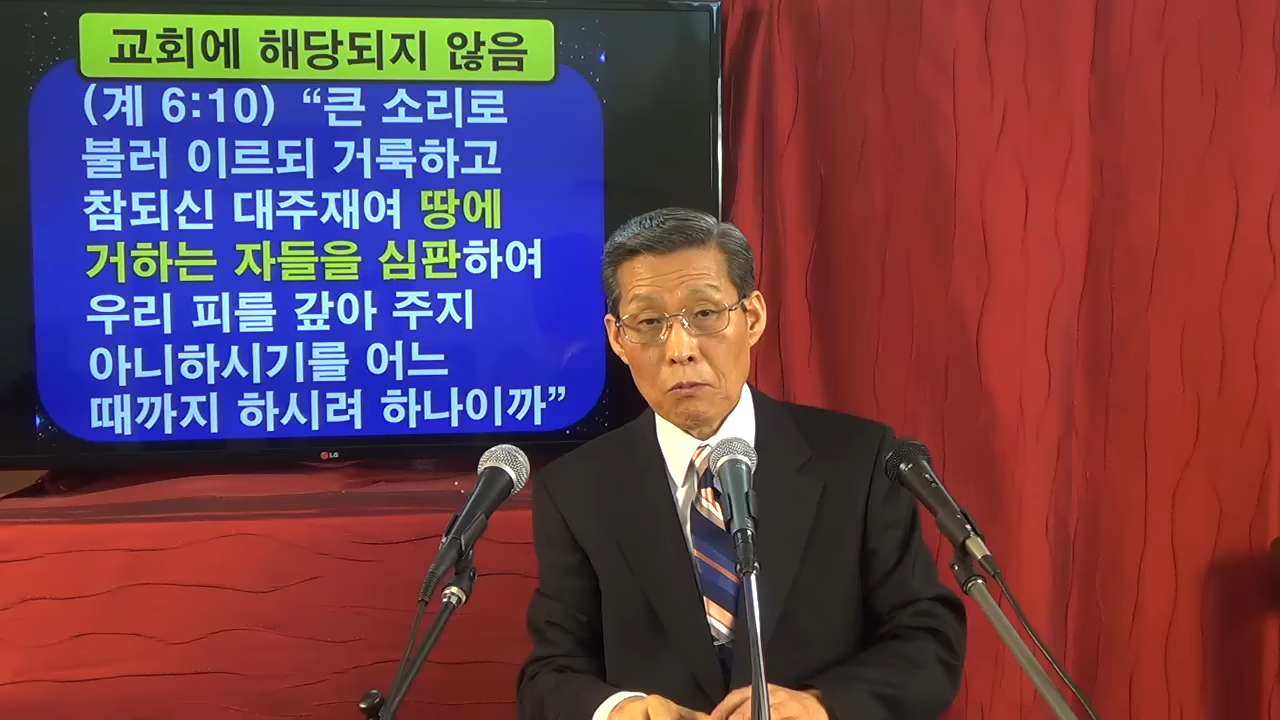 교회에 해당되지 않음
(계 6:10) “큰 소리로
불러 이르되 거룩하고
참되신 대주재여 땅에
거하는 자들을 심판하여
우리 피를 갚아 주지
아니하시기를 어느
때까지 하시려 하나이까”
LG